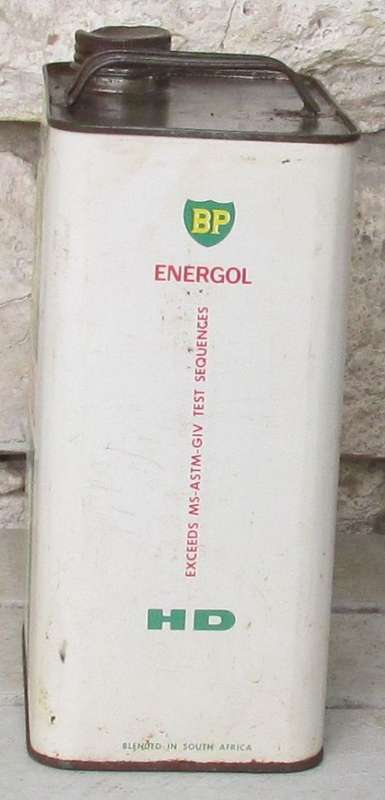 BP
ENERGOL
EXCEEDS MS-ASTM-GIV TEST SEQUENCES
HD
BLENDED IN SOUTH AFRICA